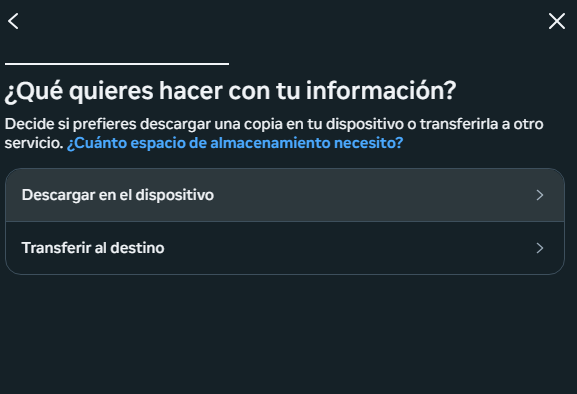 ¿Qué quieres hacer con tu información?
Decide si prefieres descargar una copia en tu dispositivo o transferirla a otro
servicio. ¿Cuánto espacio de almacenamiento necesito?
Descargar en el dispositivo
Transferir al destino